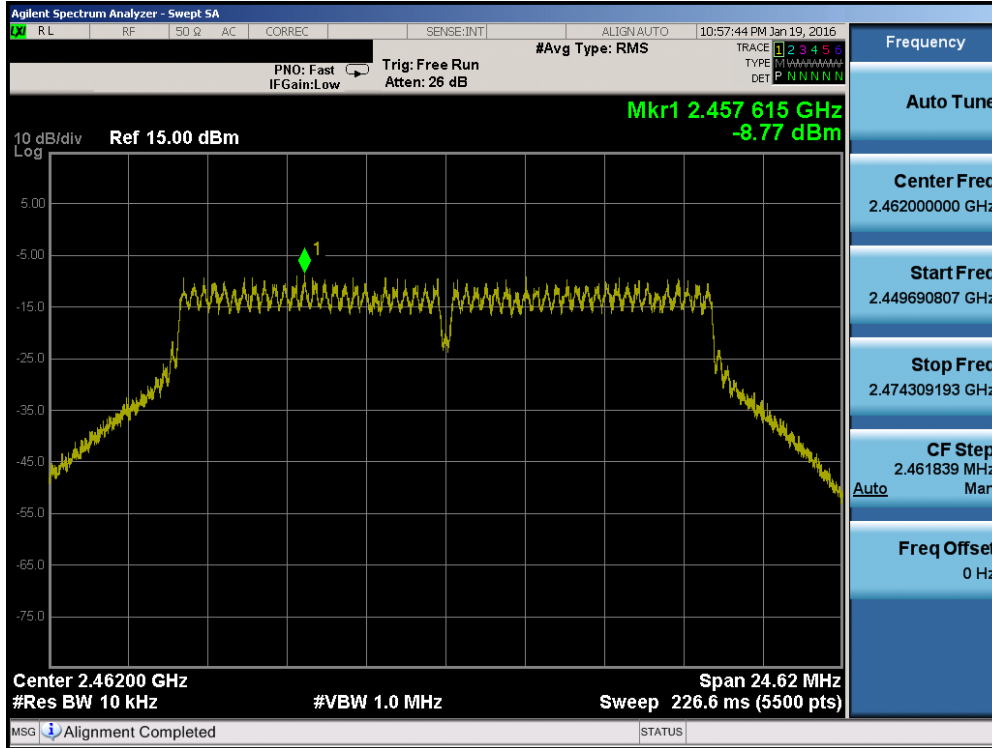 Agilent Spectrum Analyzer - Swept SA
LXI RL RF 50 Ω AC CORREC SENSE:INT ALIGN AUTO 10:57:44 PM Jan 19, 2016
#Avg Type: RMS TRACE 1 2 3 4 5 6
PNO: Fast Trig: Free Run TYPE M WWWWW
IFGain:Low Atten: 26 dB DET P N N N N N
Mkr1 2.457 615 GHz
-8.77 dBm
10 dB/div Ref 15.00 dBm
Log
5.00
-5.00
1
-15.0
-25.0
-35.0
-45.0
-55.0
-65.0
-75.0
Center 2.46200 GHz Span 24.62 MHz
#Res BW 10 kHz #VBW 1.0 MHz Sweep 226.6 ms (5500 pts)
MSG Alignment Completed STATUS
Frequency
Auto Tune
Center Freq
2.462000000 GHz
Start Freq
2.449690807 GHz
Stop Freq
2.474309193 GHz
CF Step
2.461839 MHz
Auto Man
Freq Offset
0 Hz